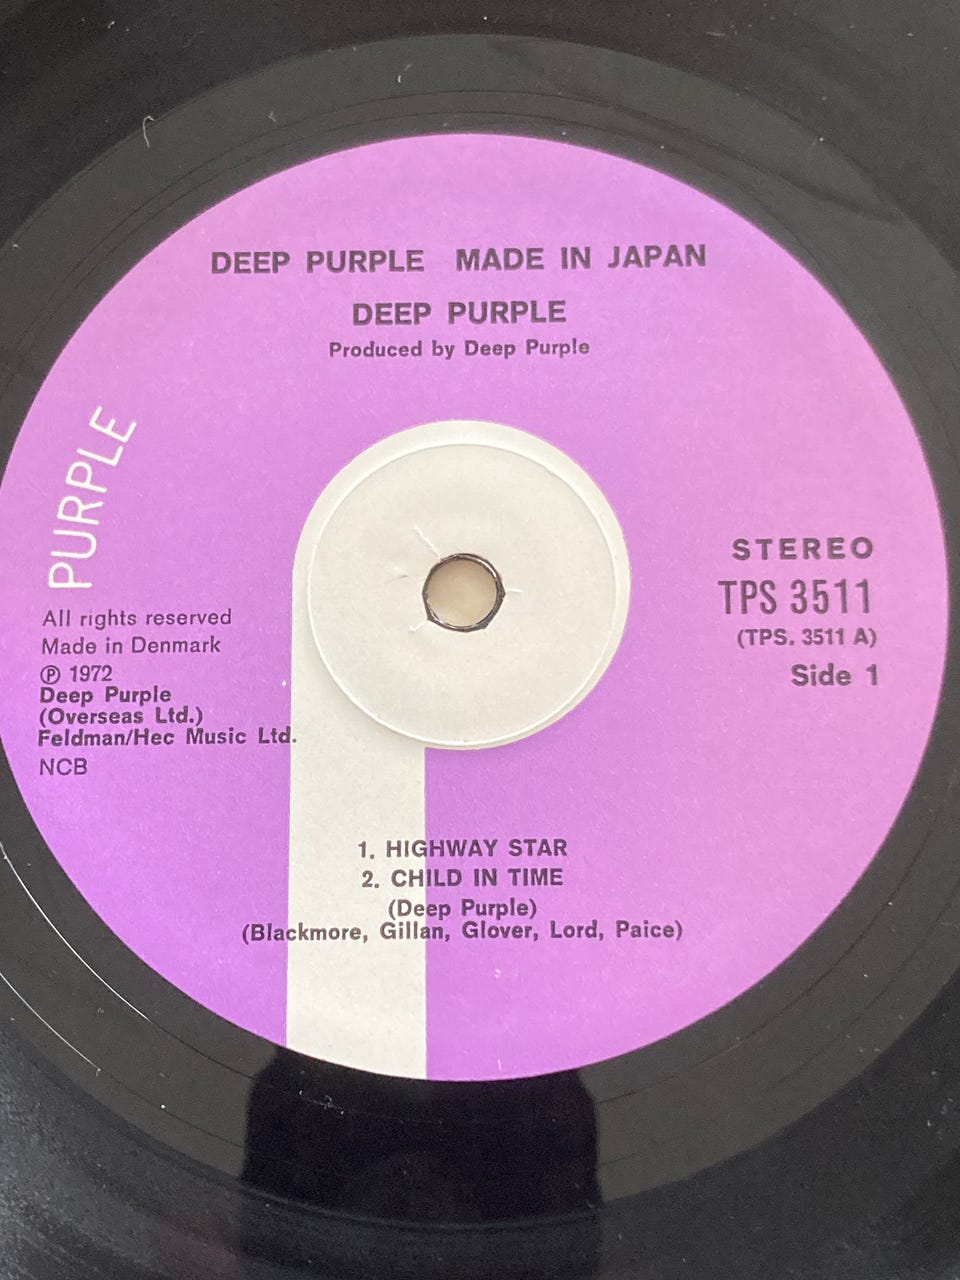 DEEP PURPLE MADE IN JAPAN
DEEP PURPLE
Produced by Deep Purple
PURPLE
All rights reserved
Made in Denmark
Ⓟ 1972
Deep Purple
(Overseas Ltd.)
Feldman/Hec Music Ltd.
NCB
STEREO
TPS 3511
(TPS. 3511 A)
Side 1
1. HIGHWAY STAR
2. CHILD IN TIME
(Deep Purple)
(Blackmore, Gillan, Glover, Lord, Paice)